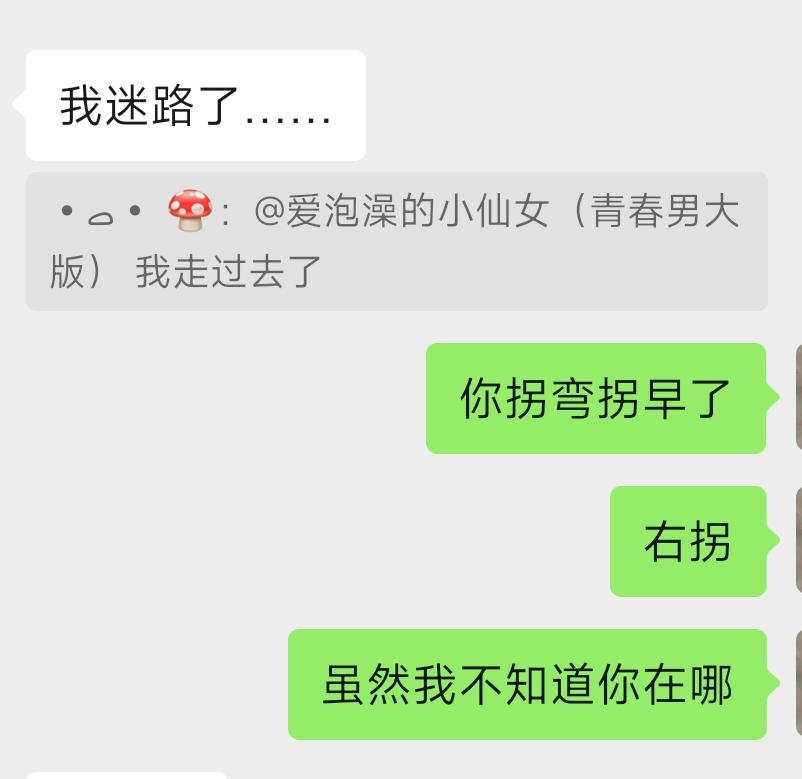 我迷路了......
•ᓚ• 🍄：@爱泡澡的小仙女（青春男大
版） 我走过去了
你拐弯拐早了
右拐
虽然我不知道你在哪